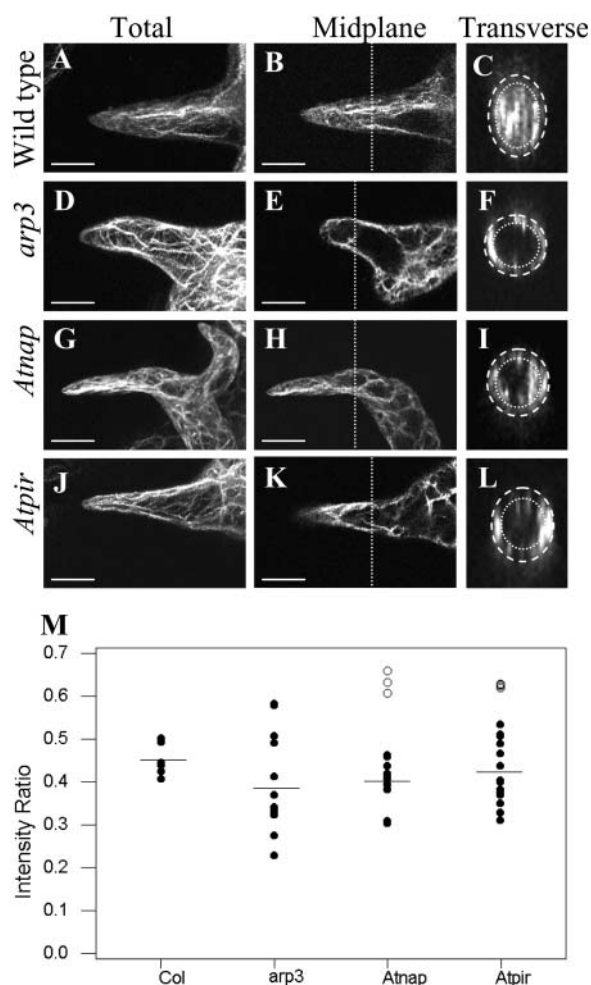 Total Midplane Transverse
Wild type A B C
arp3 D E F
Atnap G H I
Atpir J K L
M
0.7
0.6
0.5
0.4
0.3
0.2
0.1
0.0
Intensity Ratio
Col arp3 Atnap Atpir